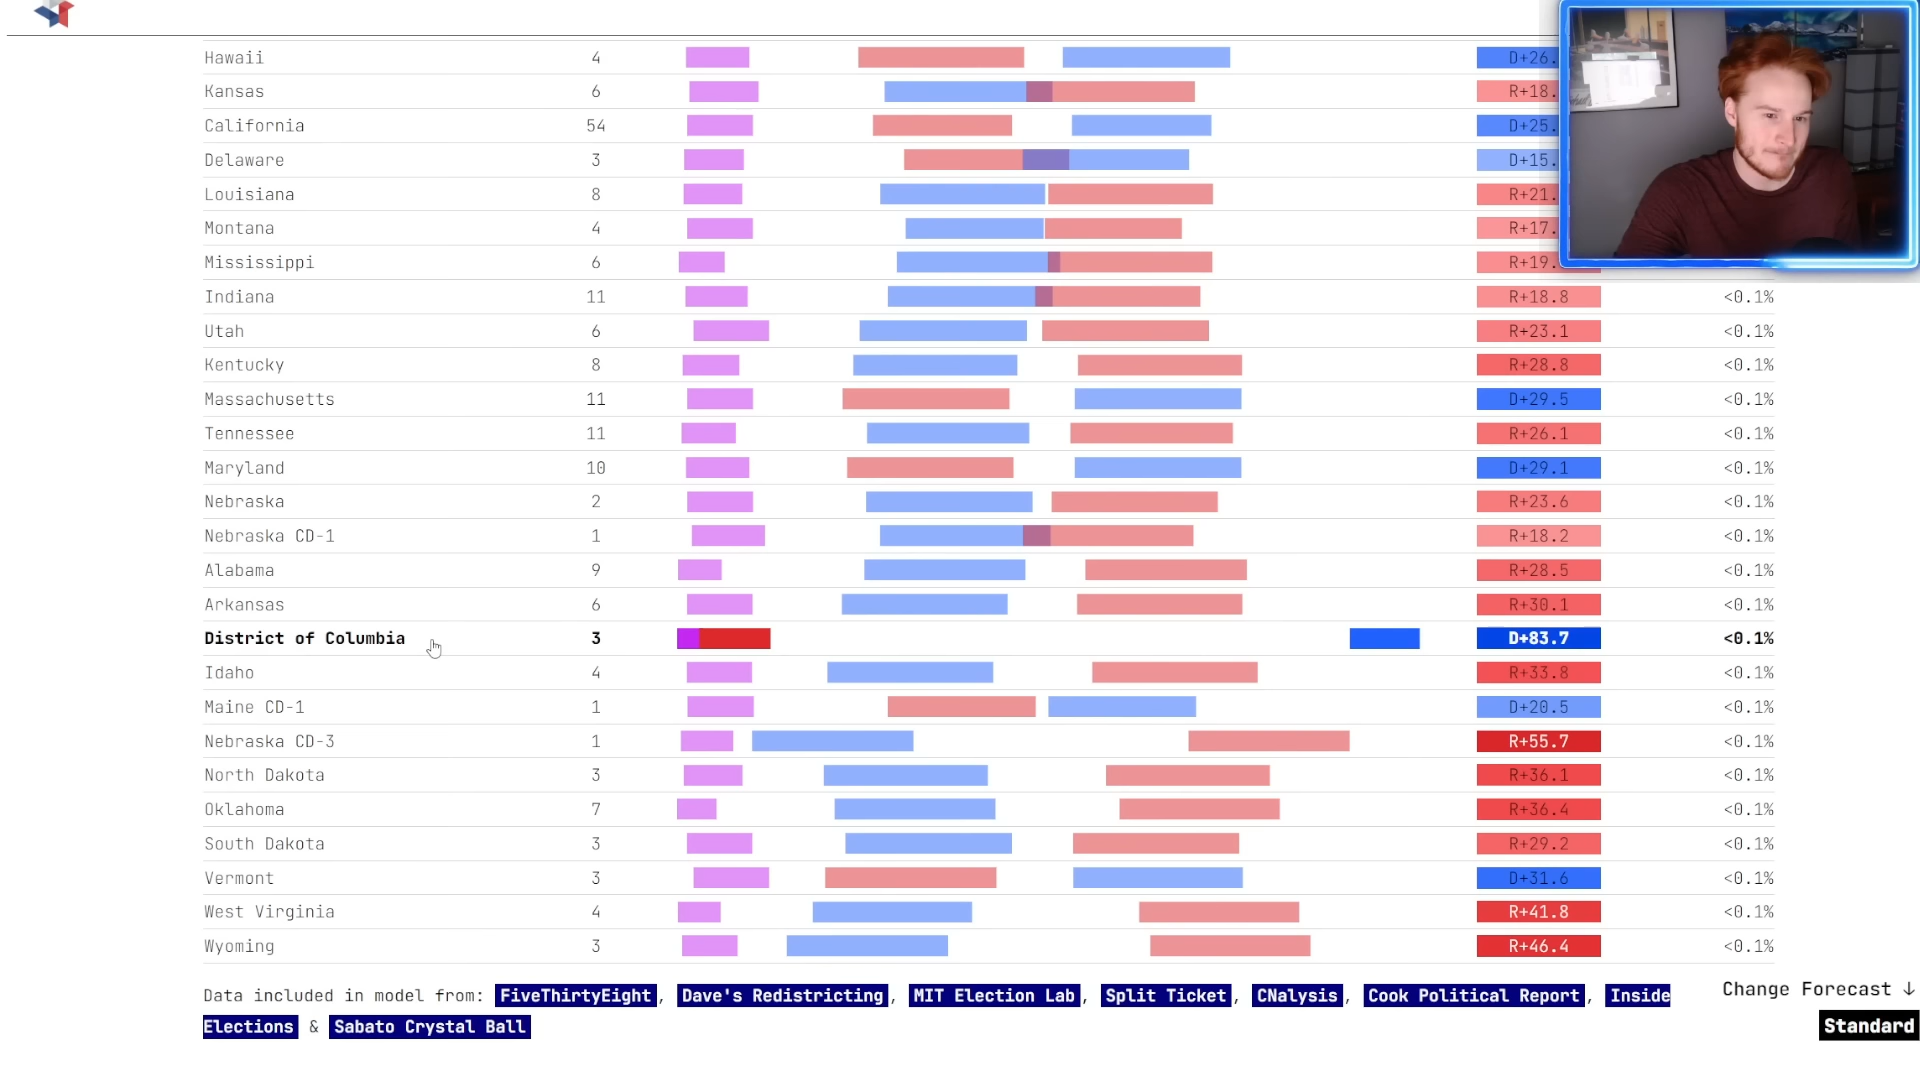 Hawaii 4 D+26.
Kansas 6 R+18.
California 54 D+25.
Delaware 3 D+15.
Louisiana 8 R+21.
Montana 4 R+17.
Mississippi 6 R+19.
Indiana 11 R+18.8 <0.1%
Utah 6 R+23.1 <0.1%
Kentucky 8 R+28.8 <0.1%
Massachusetts 11 D+29.5 <0.1%
Tennessee 11 R+26.1 <0.1%
Maryland 10 D+29.1 <0.1%
Nebraska 2 R+23.6 <0.1%
Nebraska CD-1 1 R+18.2 <0.1%
Alabama 9 R+28.5 <0.1%
Arkansas 6 R+30.1 <0.1%
District of Columbia 3 D+83.7 <0.1%
Idaho 4 R+33.8 <0.1%
Maine CD-1 1 D+20.5 <0.1%
Nebraska CD-3 1 R+55.7 <0.1%
North Dakota 3 R+36.1 <0.1%
Oklahoma 7 R+36.4 <0.1%
South Dakota 3 R+29.2 <0.1%
Vermont 3 D+31.6 <0.1%
West Virginia 4 R+41.8 <0.1%
Wyoming 3 R+46.4 <0.1%
Data included in model from: FiveThirtyEight, Dave's Redistricting, MIT Election Lab, Split Ticket, CNalysis, Cook Political Report, Inside
Elections & Sabato Crystal Ball
Change Forecast ↓
Standard